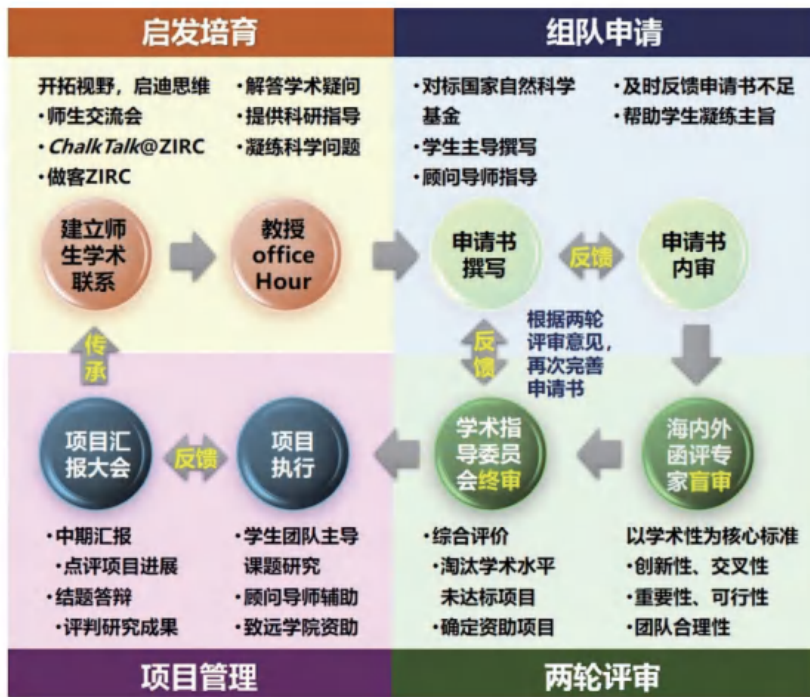 启发培育
开拓视野，启迪思维
·师生交流会
·ChalkTalk@ZIRC
·做客ZIRC
·解答学术疑问
·提供科研指导
·凝练科学问题
建立师
生学术
联系
教授
office
Hour
组队申请
·对标国家自然科学
基金
·学生主导撰写
·顾问导师指导
·及时反馈申请书不足
·帮助学生凝练主旨
申请书
撰写
反馈
申请书
内审
传
承
反
馈
根据两轮
评审意见，
再次完善
申请书
项目汇
报大会
反馈
项目
执行
·中期汇报
点评项目进展
·结题答辩
·评判研究成果
·学生团队主导
课题研究
·顾问导师辅助
·致远学院资助
项目管理
学术指
导委员
会终审
海内外
函评专
家盲审
·综合评价
·淘汰学术水平
未达标项目
·确定资助项目
以学术性为核心标准
·创新性、交叉性
·重要性、可行性
·团队合理性
两轮评审